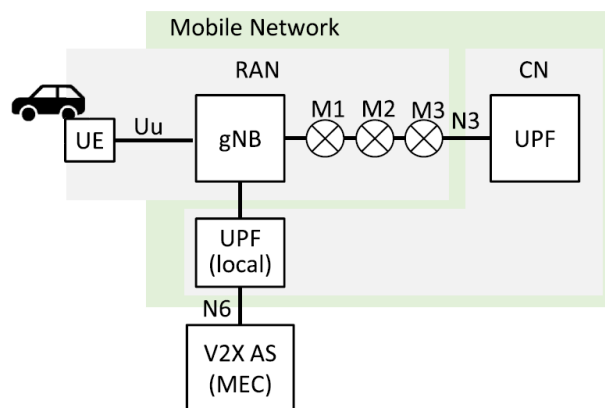 Mobile Network
RAN
CN
M1 M2 M3
N3
UE
Uu
gNB
UPF
UPF
(local)
N6
V2X AS
(MEC)